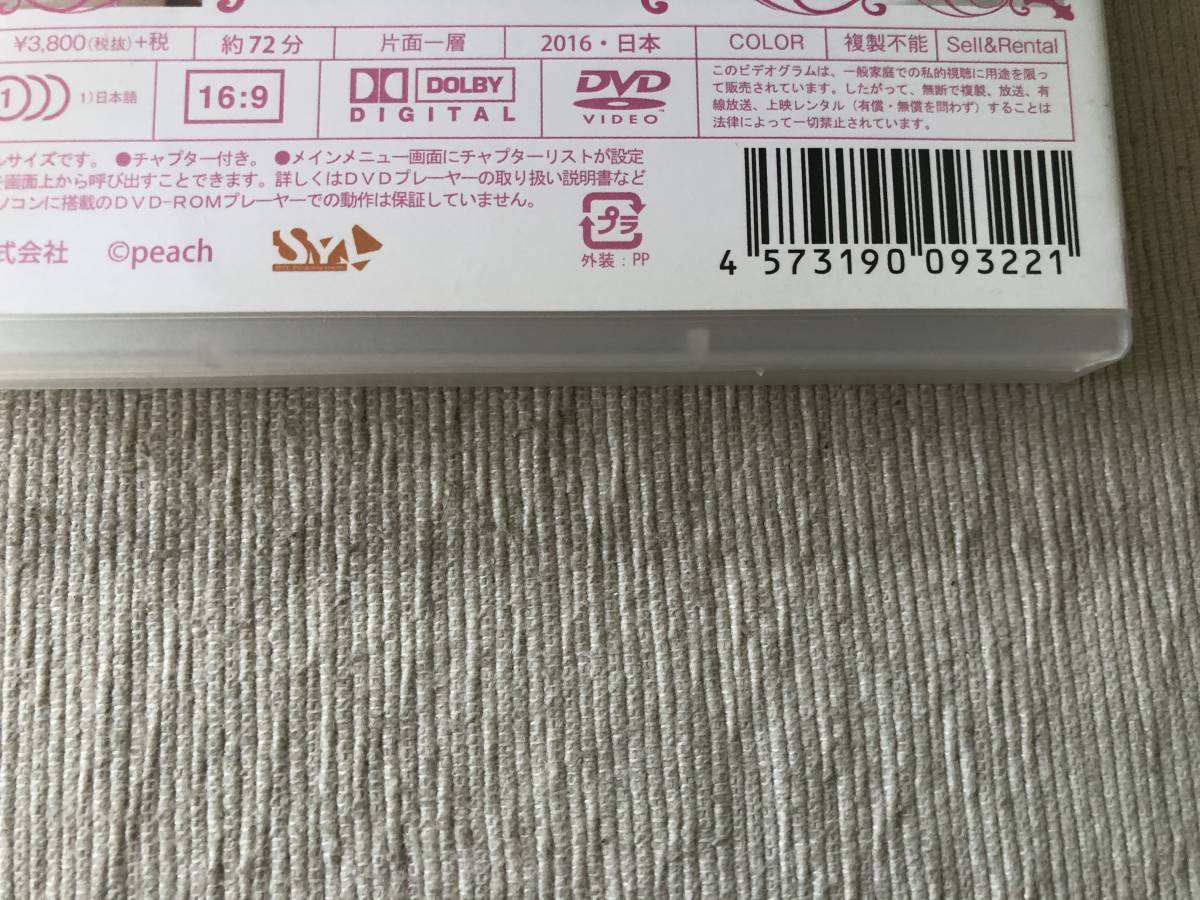 ¥3,800(税抜)+税 約72分 片面一層 2016・日本 COLOR 複製不能 Sell&Rental
1 1)日本語 16:9 DOLBY DIGITAL DVD VIDEO
このビデオグラムは、一般家庭での私的視聴に用途を限っ
て販売されています。したがって、無断で複製、放送、有
線放送、上映レンタル（有償・無償を問わず）することは
法律によって一切禁止されています。
ルサイズです。 ●チャプター付き。 ●メインメニュー画面にチャプターリストが設定
画面上から呼び出すことできます。詳しくはDVDプレーヤーの取り扱い説明書など
ソコンに搭載のDVD-ROMプレーヤーでの動作は保証していません。
式会社 ©peach
プラ
外装：PP
4 573190 093221